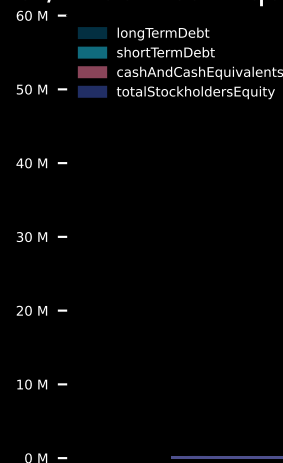 60 M
longTermDebt
shortTermDebt
cashAndCashEquivalents
totalStockholdersEquity
50 M
40 M
30 M
20 M
10 M
0 M